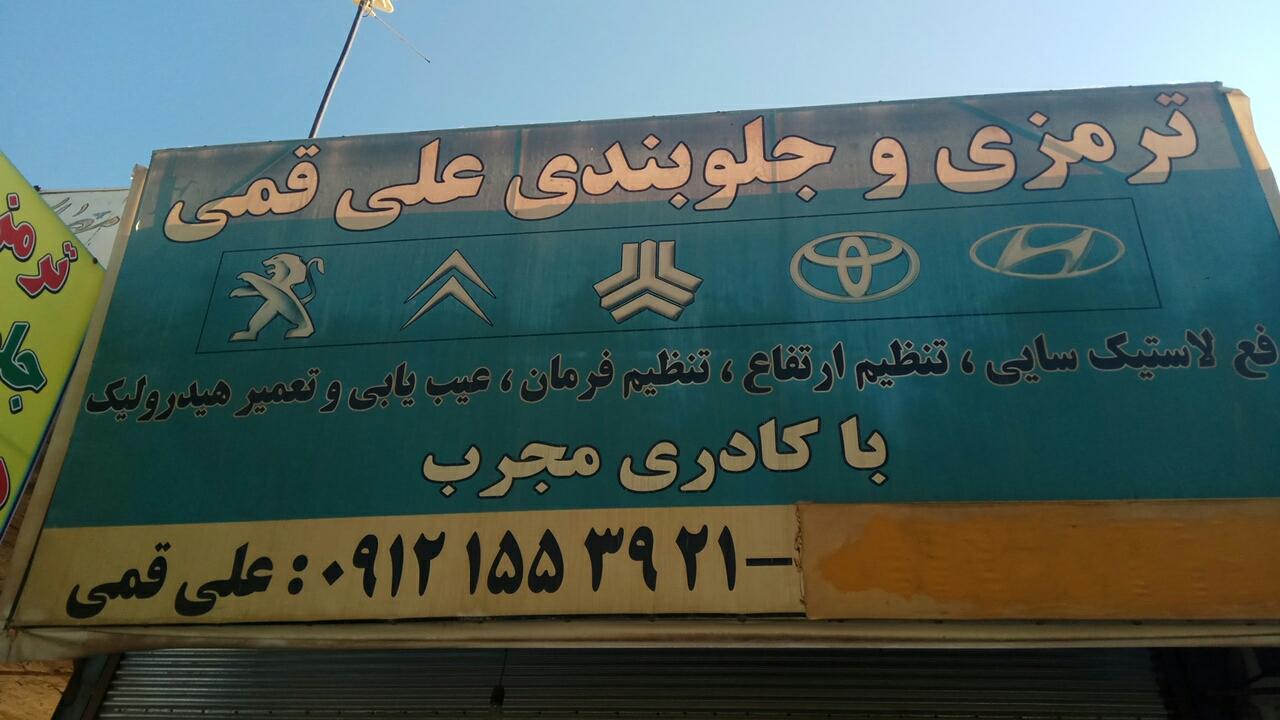 ترمزی و جلوبندی علی قمی
فع لاستیک سایی ، تنظیم ارتفاع ، تنظیم فرمان ، عیب یابی و تعمیر هیدرولیک
با کادری مجرب
علی قمی : ۰۹۱۲ ۱۵۵ ۳۹ ۲۱ –